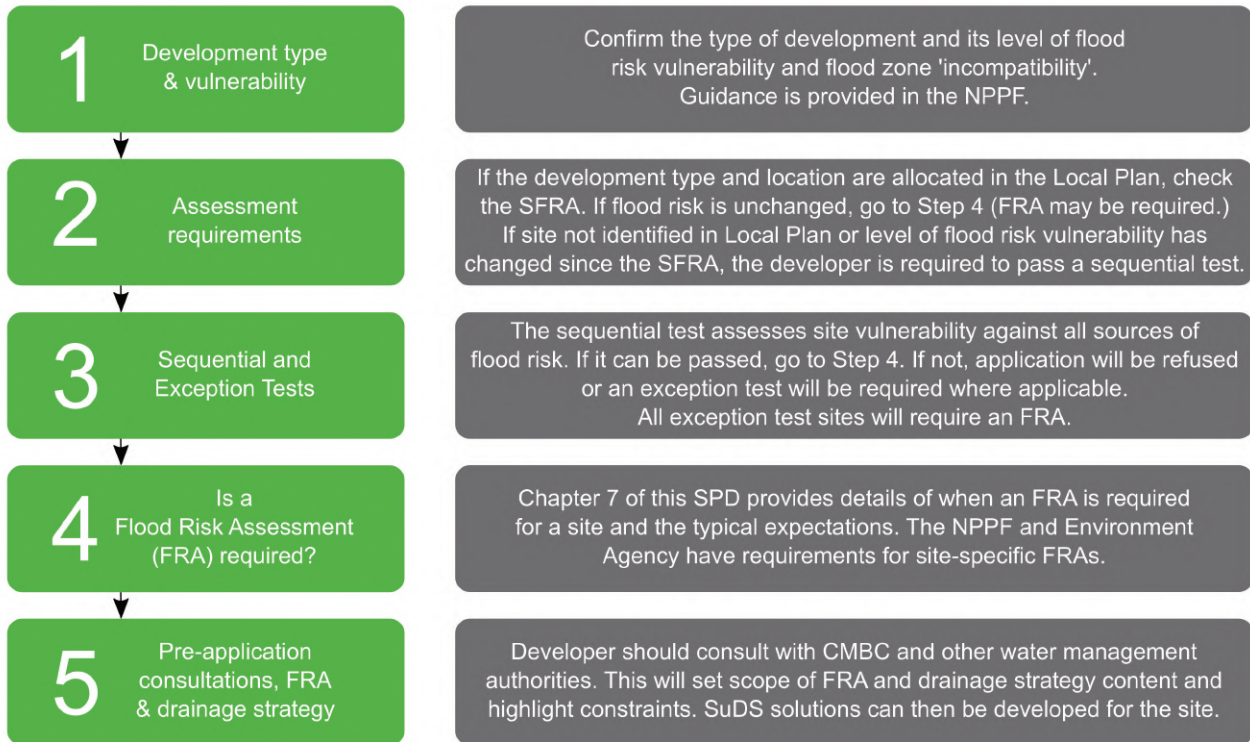 1
Development type
& vulnerability
Confirm the type of development and its level of flood
risk vulnerability and flood zone 'incompatibility'.
Guidance is provided in the NPPF.
2
Assessment
requirements
If the development type and location are allocated in the Local Plan, check
the SFRA. If flood risk is unchanged, go to Step 4 (FRA may be required.)
If site not identified in Local Plan or level of flood risk vulnerability has
changed since the SFRA, the developer is required to pass a sequential test.
3
Sequential and
Exception Tests
The sequential test assesses site vulnerability against all sources of
flood risk. If it can be passed, go to Step 4. If not, application will be refused
or an exception test will be required where applicable.
All exception test sites will require an FRA.
4
Is a
Flood Risk Assessment
(FRA) required?
Chapter 7 of this SPD provides details of when an FRA is required
for a site and the typical expectations. The NPPF and Environment
Agency have requirements for site-specific FRAs.
5
Pre-application
consultations, FRA
& drainage strategy
Developer should consult with CMBC and other water management
authorities. This will set scope of FRA and drainage strategy content and
highlight constraints. SuDS solutions can then be developed for the site.